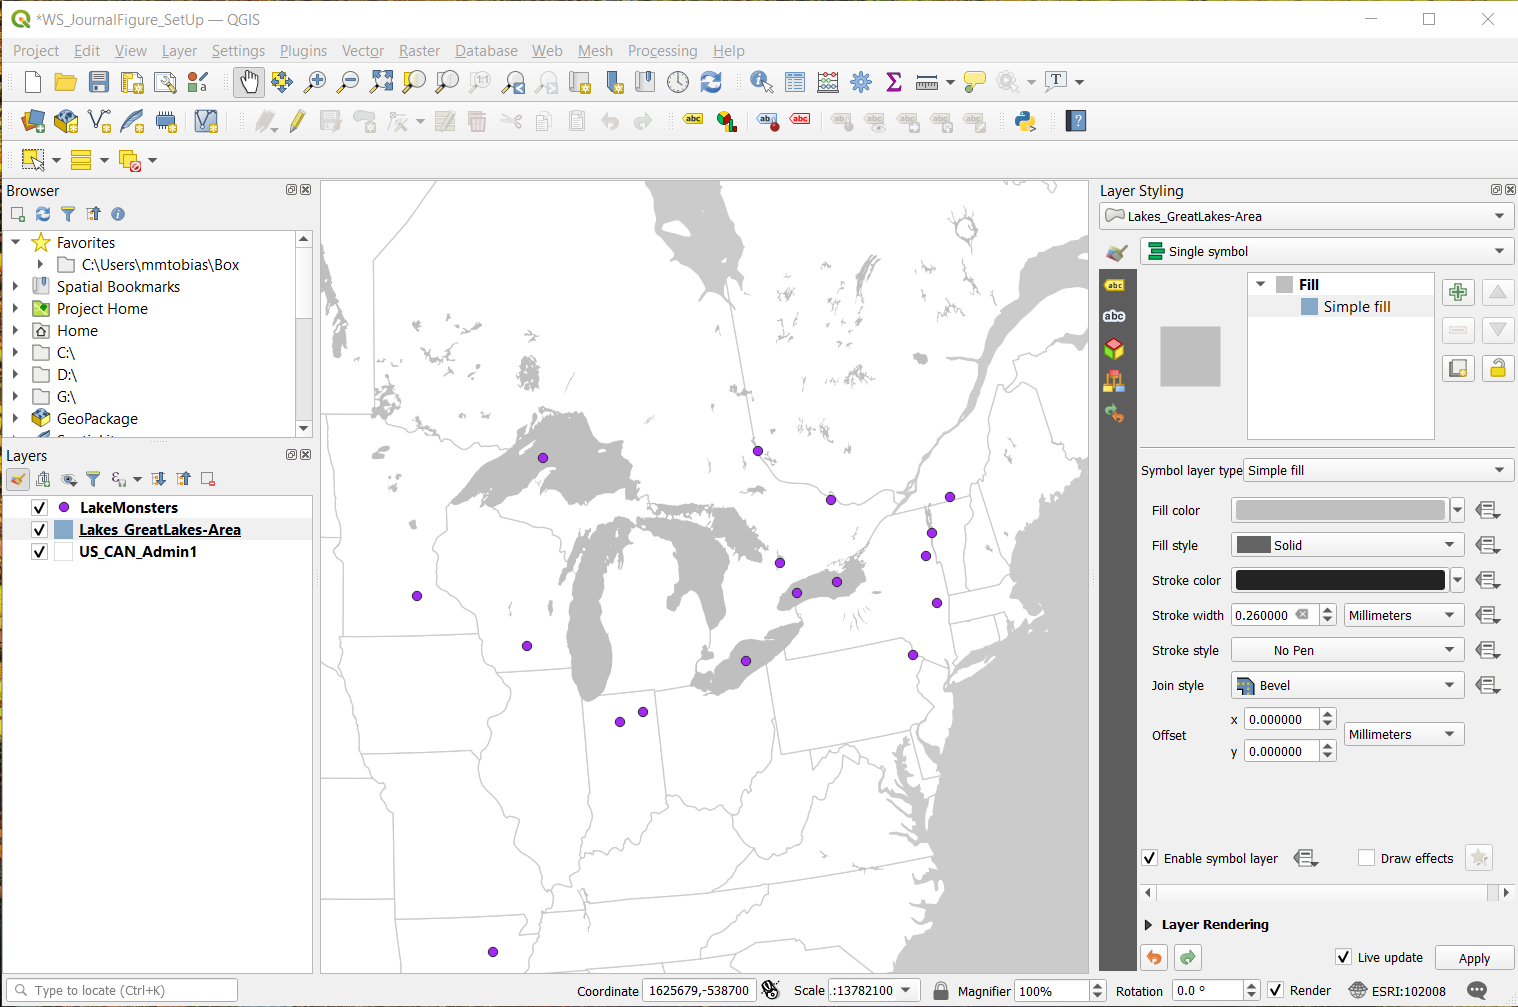 *WS_JournalFigure_SetUp — QGIS
Project Edit View Layer Settings Plugins Vector Raster Database Web Mesh Processing Help
Browser
Favorites
C:\Users\mmtobias\Box
Spatial Bookmarks
Project Home
Home
C:\
D:\
G:\
GeoPackage
Layers
LakeMonsters
Lakes_GreatLakes-Area
US_CAN_Admin1
Layer Styling
Lakes_GreatLakes-Area
Single symbol
Fill
Simple fill
Symbol layer type Simple fill
Fill color
Fill style Solid
Stroke color
Stroke width 0.260000 Millimeters
Stroke style No Pen
Join style Bevel
Offset
x 0.000000
Millimeters
y 0.000000
Enable symbol layer
Draw effects
Layer Rendering
Live update
Apply
Type to locate (Ctrl+K)
Coordinate 1625679,-538700
Scale :13782100
Magnifier 100%
Rotation 0.0 °
Render
ESRI:102008